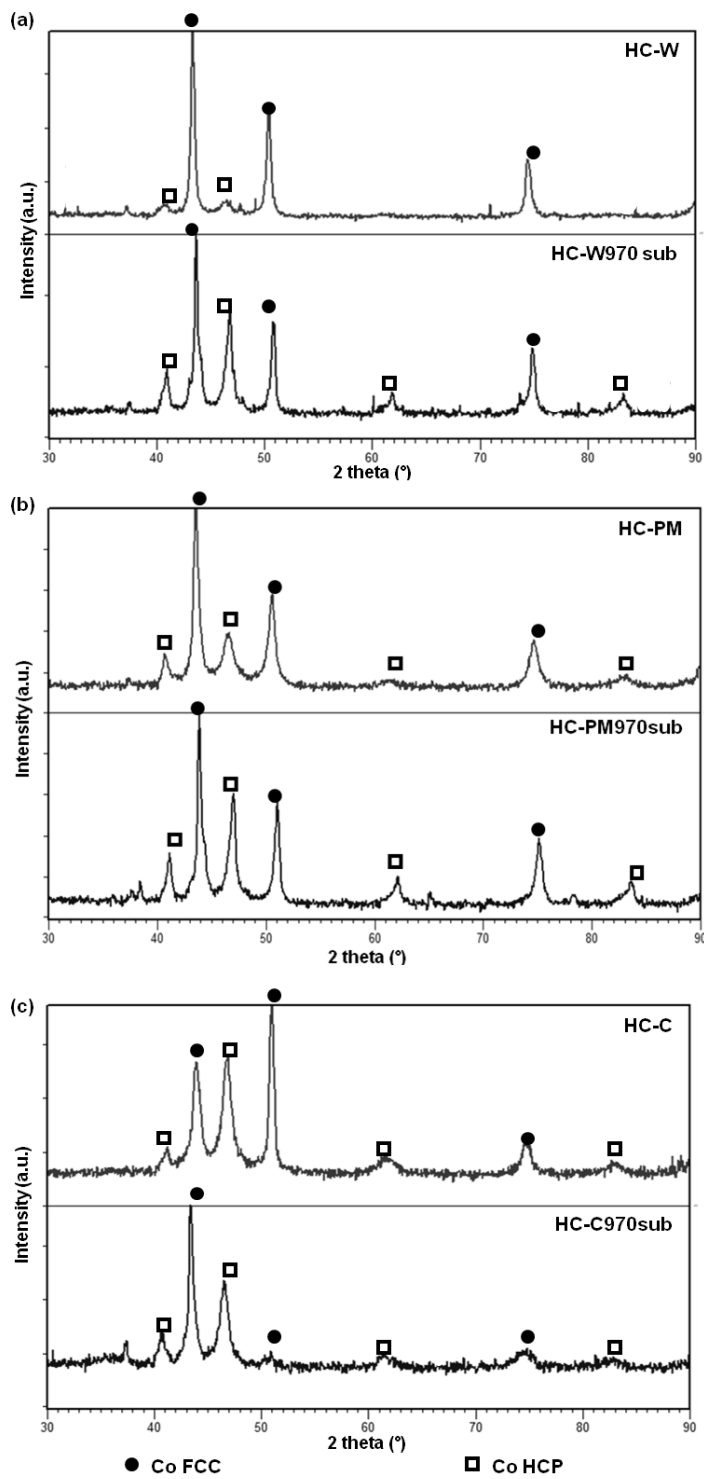 (a)
HC-W
HC-W970 sub
Intensity (a.u.)
30 40 50 60 70 80 90
2 theta (°)
(b)
HC-PM
HC-PM970sub
Intensity (a.u.)
30 40 50 60 70 80 90
2 theta (°)
(c)
HC-C
HC-C970sub
Intensity (a.u.)
30 40 50 60 70 80 90
2 theta (°)
Co FCC Co HCP